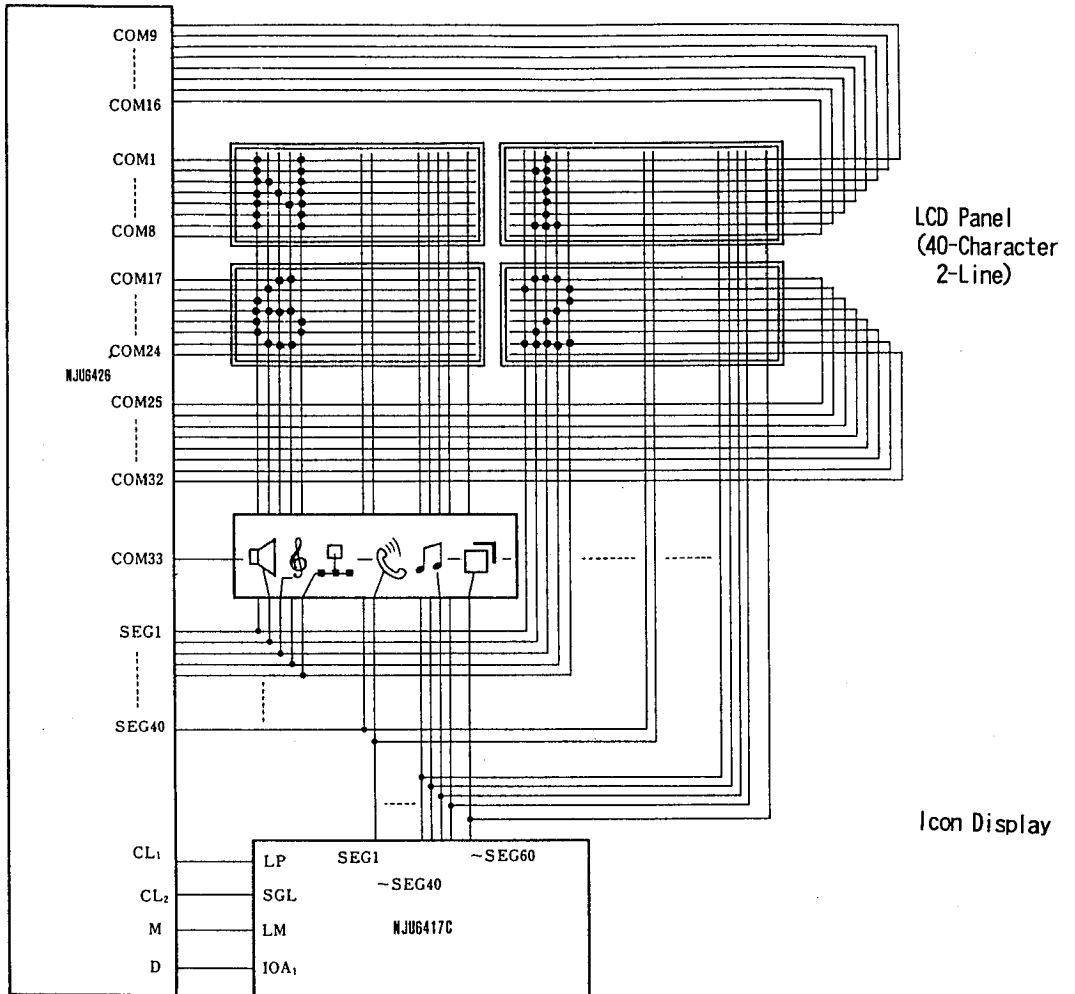 COM9
COM16
COM1
COM8
LCD Panel
(40-Character
2-Line)
COM17
COM24
NJU6426
COM25
COM32
COM33
SEG1
SEG40
Icon Display
CL₁
LP
SEG1
~SEG60
~SEG40
CL₂
SGL
M
LM
NJU6417C
D
IOA₁